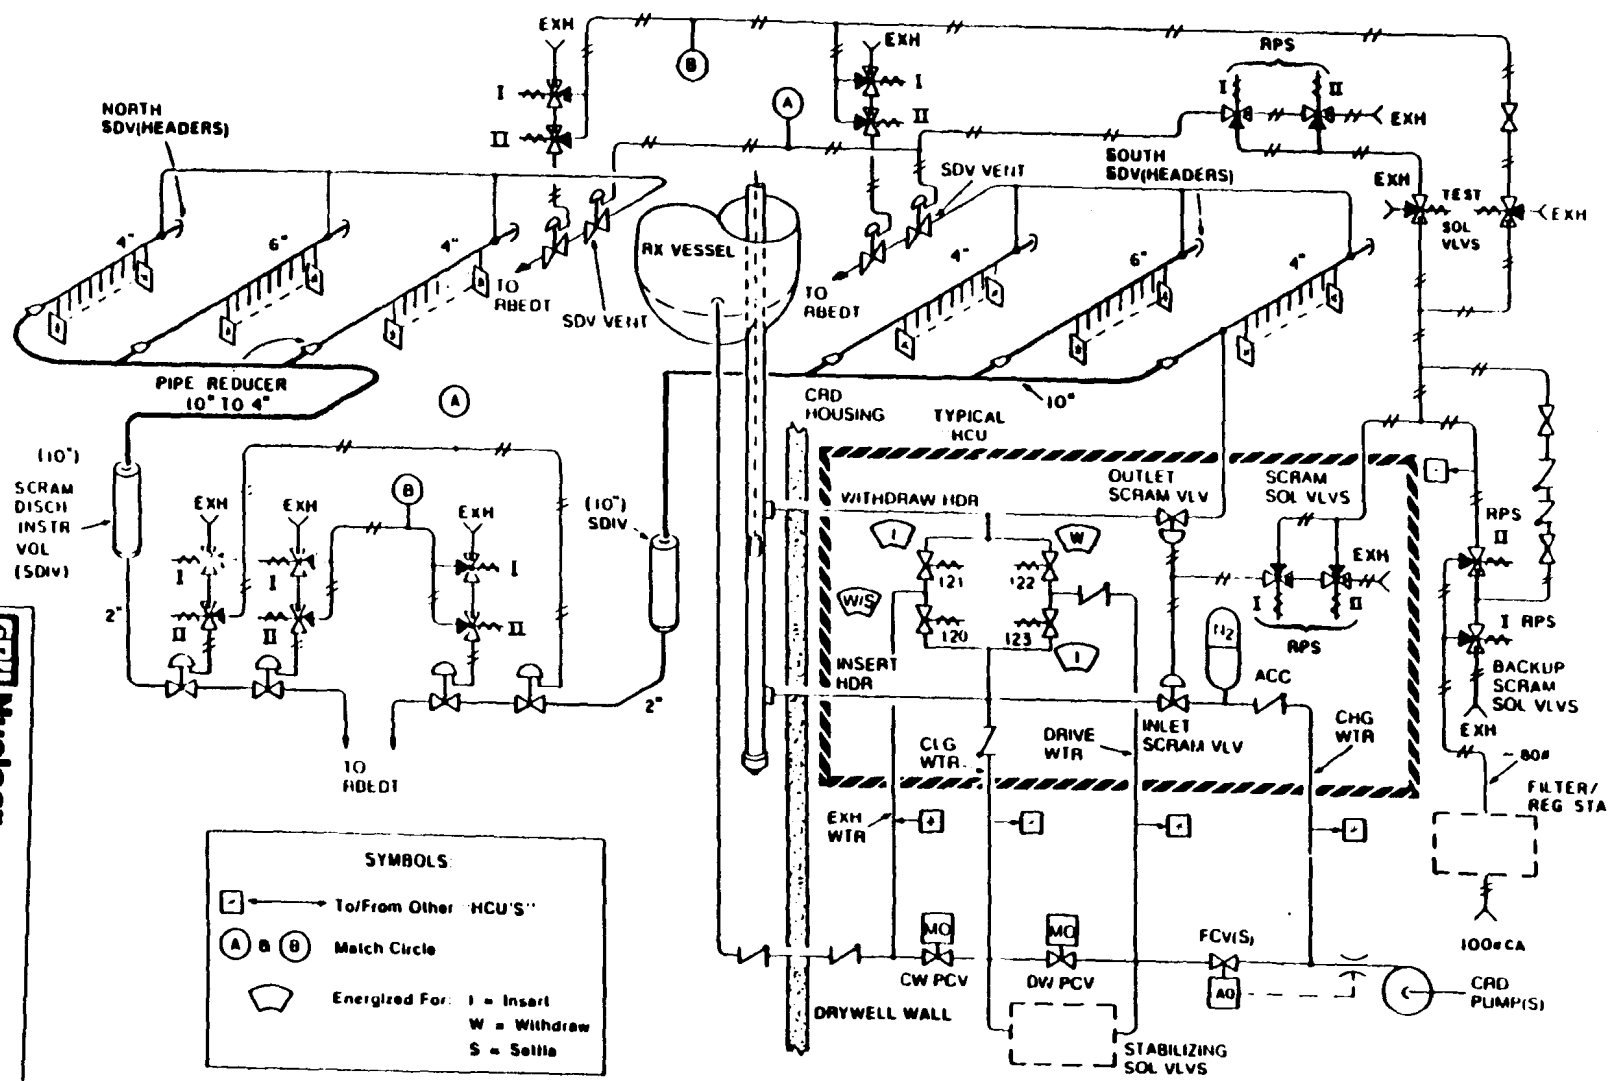 EXH
EXH
RPS
I
II
I
II
I
II
B
A
EXH
NORTH
SDV(HEADERS)
SOUTH
SDV(HEADERS)
SDV VENT
EXH
TEST
SOL
VLVS
EXH
4"
6"
4"
RX VESSEL
4"
6"
4"
TO
RBEDT
SDV VENT
TO
RBEDT
PIPE REDUCER
10" TO 4"
A
CRD
HOUSING
TYPICAL
HCU
10"
(10")
SCRAM
DISCH
INSTR
VOL
(SDIV)
EXH
EXH
B
EXH
(10")
SDIV
WITHDRAW HDR
OUTLET
SCRAM VLV
SCRAM
SOL VLVS
RPS
II
I
I
I
II
II
II
2"
2"
I
W
121
122
W/S
120
123
I
EXH
I
II
RPS
N2
I RPS
BACKUP
SCRAM
SOL VLVS
EXH
INSERT
HDR
ACC
CLG
WTR
DRIVE
WTR
INLET
SCRAM VLV
CHG
WTR
TO
RBEDT
~80#
FILTER/
REG STA
EXH
WTR
100# CA
SYMBOLS:
To/From Other "HCU'S"
A & B Match Circle
Energized For: I = Insert
W = Withdraw
S = Settle
MO
MO
CW PCV
DW PCV
FCV(S)
AO
CRD
PUMP(S)
DRYWELL WALL
STABILIZING
SOL VLVS